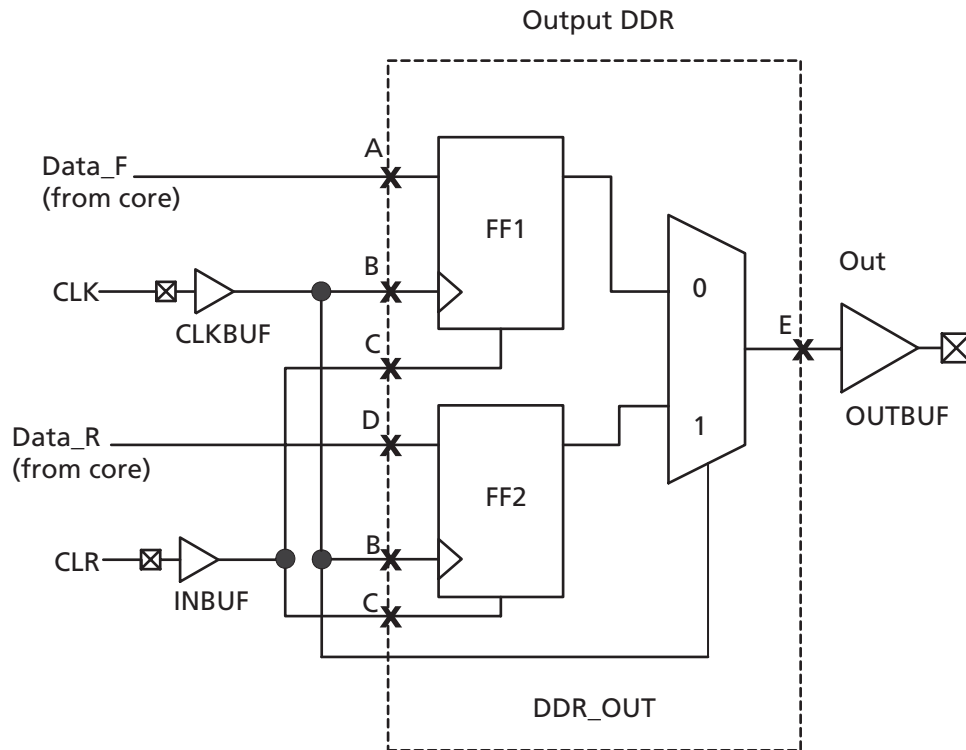 Output DDR
A
Data_F
(from core)
FF1
B
CLK
CLKBUF
C
0
Out
E
OUTBUF
D
Data_R
(from core)
1
FF2
B
CLR
INBUF
C
DDR_OUT